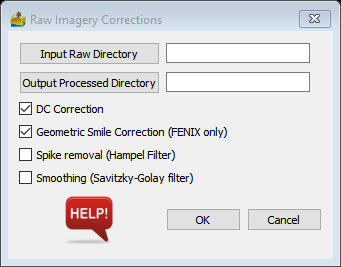 Raw Imagery Corrections
Input Raw Directory
Output Processed Directory
DC Correction
Geometric Smile Correction (FENIX only)
Spike removal (Hampel Filter)
Smoothing (Savitzky-Golay filter)
HELP!
OK Cancel